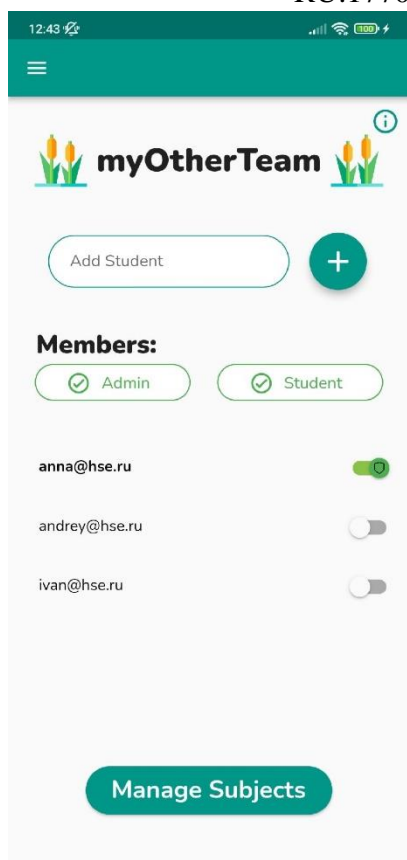 12:43
100
myOtherTeam
Add Student
Members:
Admin
Student
anna@hse.ru
andrey@hse.ru
ivan@hse.ru
Manage Subjects